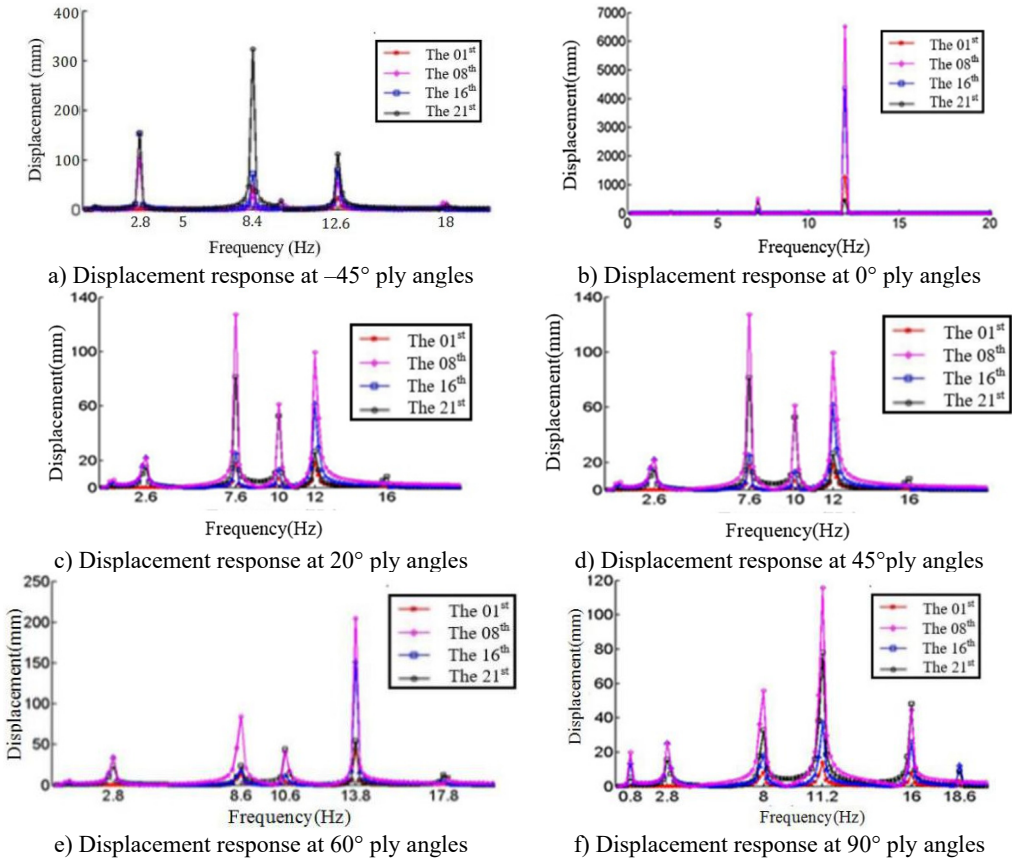 400
300
200
100
0
Displacement (mm)
The 01st
The 08th
The 16th
The 21st
2.8 5 8.4 12.6 18
Frequency (Hz)
a) Displacement response at –45° ply angles
7000
6000
5000
4000
3000
2000
1000
0
Displacement(mm)
The 01st
The 08th
The 16th
The 21st
0 5 10 15 20
Frequency(Hz)
b) Displacement response at 0° ply angles
140
100
60
20
0
Displacement(mm)
The 01st
The 08th
The 16th
The 21st
2.6 7.6 10 12 16
Frequency(Hz)
c) Displacement response at 20° ply angles
140
100
60
20
0
Displacement(mm)
The 01st
The 08th
The 16th
The 21st
2.6 7.6 10 12 16
Frequency(Hz)
d) Displacement response at 45°ply angles
250
200
150
100
50
0
Displacement(mm)
The 01st
The 08th
The 16th
The 21st
2.8 8.6 10.6 13.8 17.8
Frequency(Hz)
e) Displacement response at 60° ply angles
120
100
80
60
40
20
0
Displacement(mm)
The 01st
The 08th
The 16th
The 21st
0.8 2.8 8 11.2 16 18.6
Frequency(Hz)
f) Displacement response at 90° ply angles